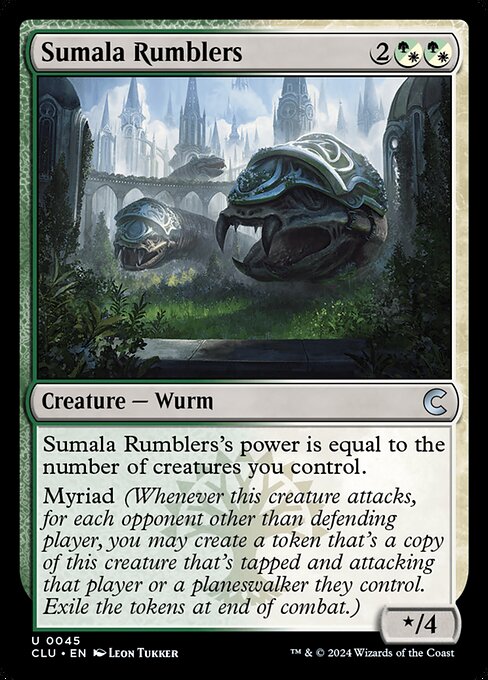 Sumala Rumblers 2
Creature — Wurm
Sumala Rumblers's power is equal to the
number of creatures you control.
Myriad (Whenever this creature attacks,
for each opponent other than defending
player, you may create a token that's a copy
of this creature that's tapped and attacking
that player or a planeswalker they control.
Exile the tokens at end of combat.)
★/4
U 0045
CLU • EN Leon Tukker
™ & © 2024 Wizards of the Coast